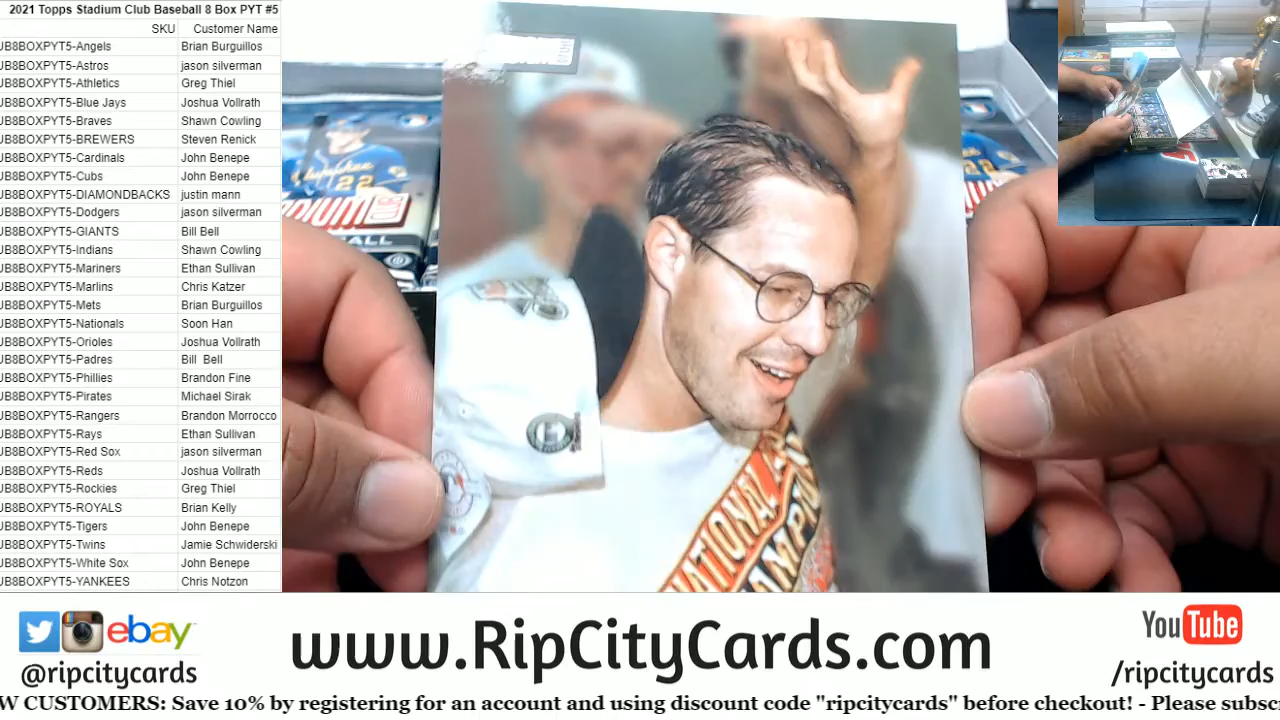 2021 Topps Stadium Club Baseball 8 Box PYT #5
SKU Customer Name
JB8BOXPYT5-Angels Brian Burguillos
JB8BOXPYT5-Astros jason silverman
JB8BOXPYT5-Athletics Greg Thiel
JB8BOXPYT5-Blue Jays Joshua Vollrath
JB8BOXPYT5-Braves Shawn Cowling
JB8BOXPYT5-BREWERS Steven Renick
JB8BOXPYT5-Cardinals John Benepe
JB8BOXPYT5-Cubs John Benepe
JB8BOXPYT5-DIAMONDBACKS justin mann
JB8BOXPYT5-Dodgers jason silverman
JB8BOXPYT5-GIANTS Bill Bell
JB8BOXPYT5-Indians Shawn Cowling
JB8BOXPYT5-Mariners Ethan Sullivan
JB8BOXPYT5-Marlins Chris Katzer
JB8BOXPYT5-Mets Brian Burguillos
JB8BOXPYT5-Nationals Soon Han
JB8BOXPYT5-Orioles Joshua Vollrath
JB8BOXPYT5-Padres Bill Bell
JB8BOXPYT5-Phillies Brandon Fine
JB8BOXPYT5-Pirates Michael Sirak
JB8BOXPYT5-Rangers Brandon Morrocco
JB8BOXPYT5-Rays Ethan Sullivan
JB8BOXPYT5-Red Sox jason silverman
JB8BOXPYT5-Reds Joshua Vollrath
JB8BOXPYT5-Rockies Greg Thiel
JB8BOXPYT5-ROYALS Brian Kelly
JB8BOXPYT5-Tigers John Benepe
JB8BOXPYT5-Twins Jamie Schwiderski
JB8BOXPYT5-White Sox John Benepe
JB8BOXPYT5-YANKEES Chris Notzon
22
DIUM CLUB
ALL
NATIONAL
AMPIO
ebay
@ripcitycards
www.RipCityCards.com
YouTube
/ripcitycards
W CUSTOMERS: Save 10% by registering for an account and using discount code "ripcitycards" before checkout! - Please subsc